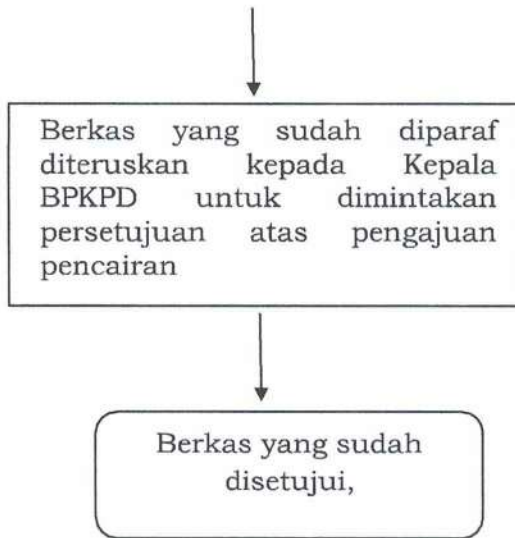 Berkas yang sudah diparaf
diteruskan kepada Kepala
BPKPD untuk dimintakan
persetujuan atas pengajuan
pencairan
Berkas yang sudah
disetujui,